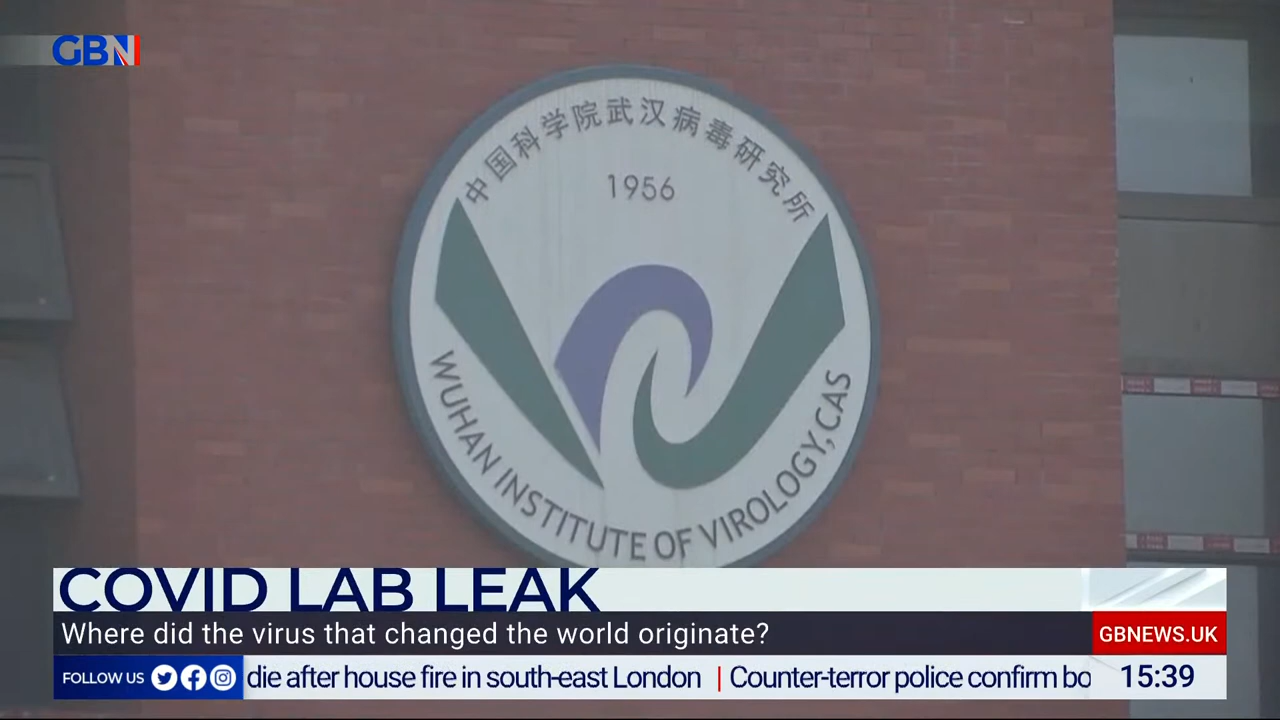 GBN
中国科学院武汉病毒研究所
1956
WUHAN INSTITUTE OF VIROLOGY, CAS
COVID LAB LEAK
Where did the virus that changed the world originate?
GBNEWS.UK
FOLLOW US
die after house fire in south-east London | Counter-terror police confirm bo
15:39